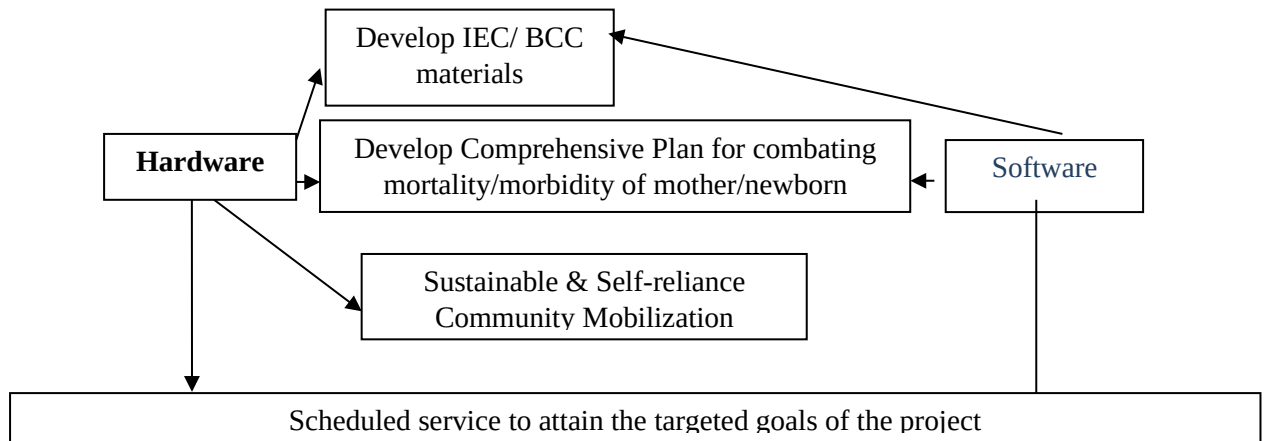 Develop IEC/ BCC
materials
Hardware
Develop Comprehensive Plan for combating
mortality/morbidity of mother/newborn
Software
Sustainable & Self-reliance
Community Mobilization
Scheduled service to attain the targeted goals of the project